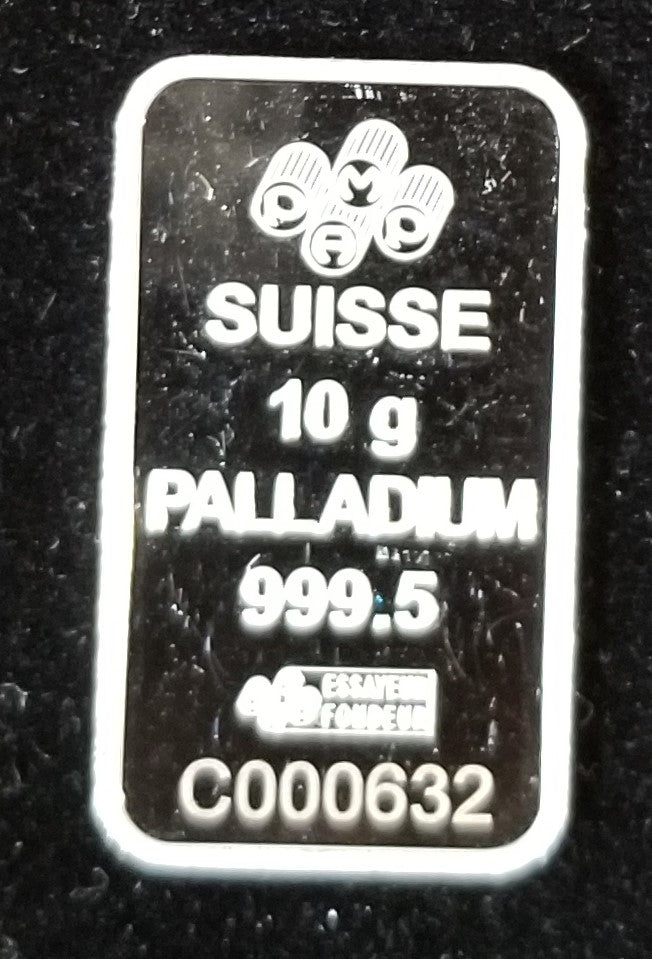 PAMP
SUISSE
10 g
PALLADIUM
999.5
ESSAYEUR
FONDEUR
C000632